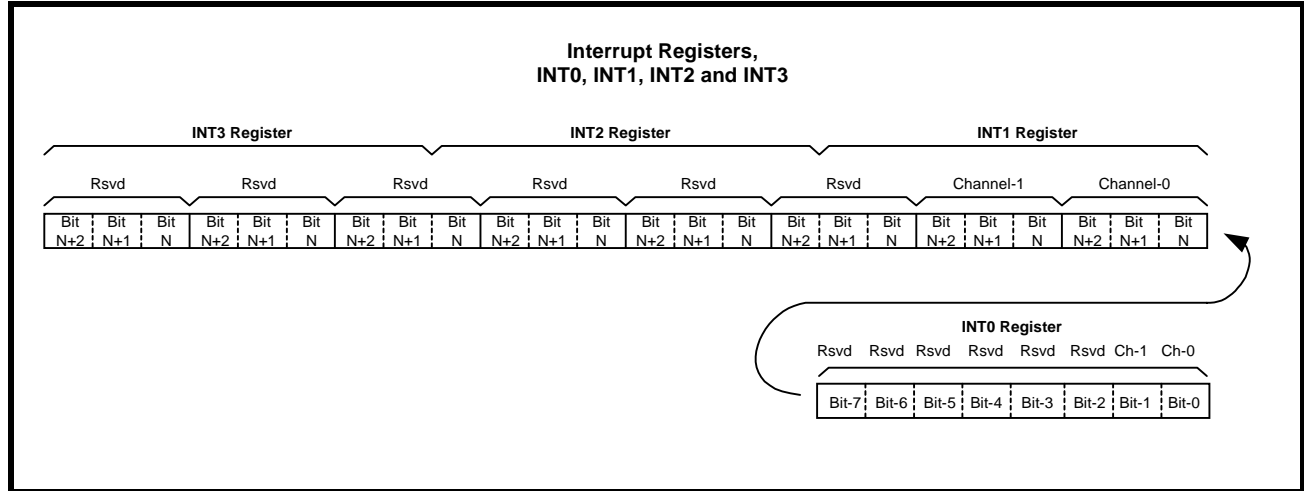 Interrupt Registers,
INT0, INT1, INT2 and INT3
INT3 Register INT2 Register INT1 Register
Rsvd Rsvd Rsvd Rsvd Rsvd Rsvd Channel-1 Channel-0
Bit Bit Bit Bit Bit Bit Bit Bit Bit Bit Bit Bit Bit Bit Bit Bit Bit Bit Bit Bit Bit Bit Bit Bit
N+2 N+1 N N+2 N+1 N N+2 N+1 N N+2 N+1 N N+2 N+1 N N+2 N+1 N N+2 N+1 N N+2 N+1 N
INT0 Register
Rsvd Rsvd Rsvd Rsvd Rsvd Rsvd Ch-1 Ch-0
Bit-7 Bit-6 Bit-5 Bit-4 Bit-3 Bit-2 Bit-1 Bit-0